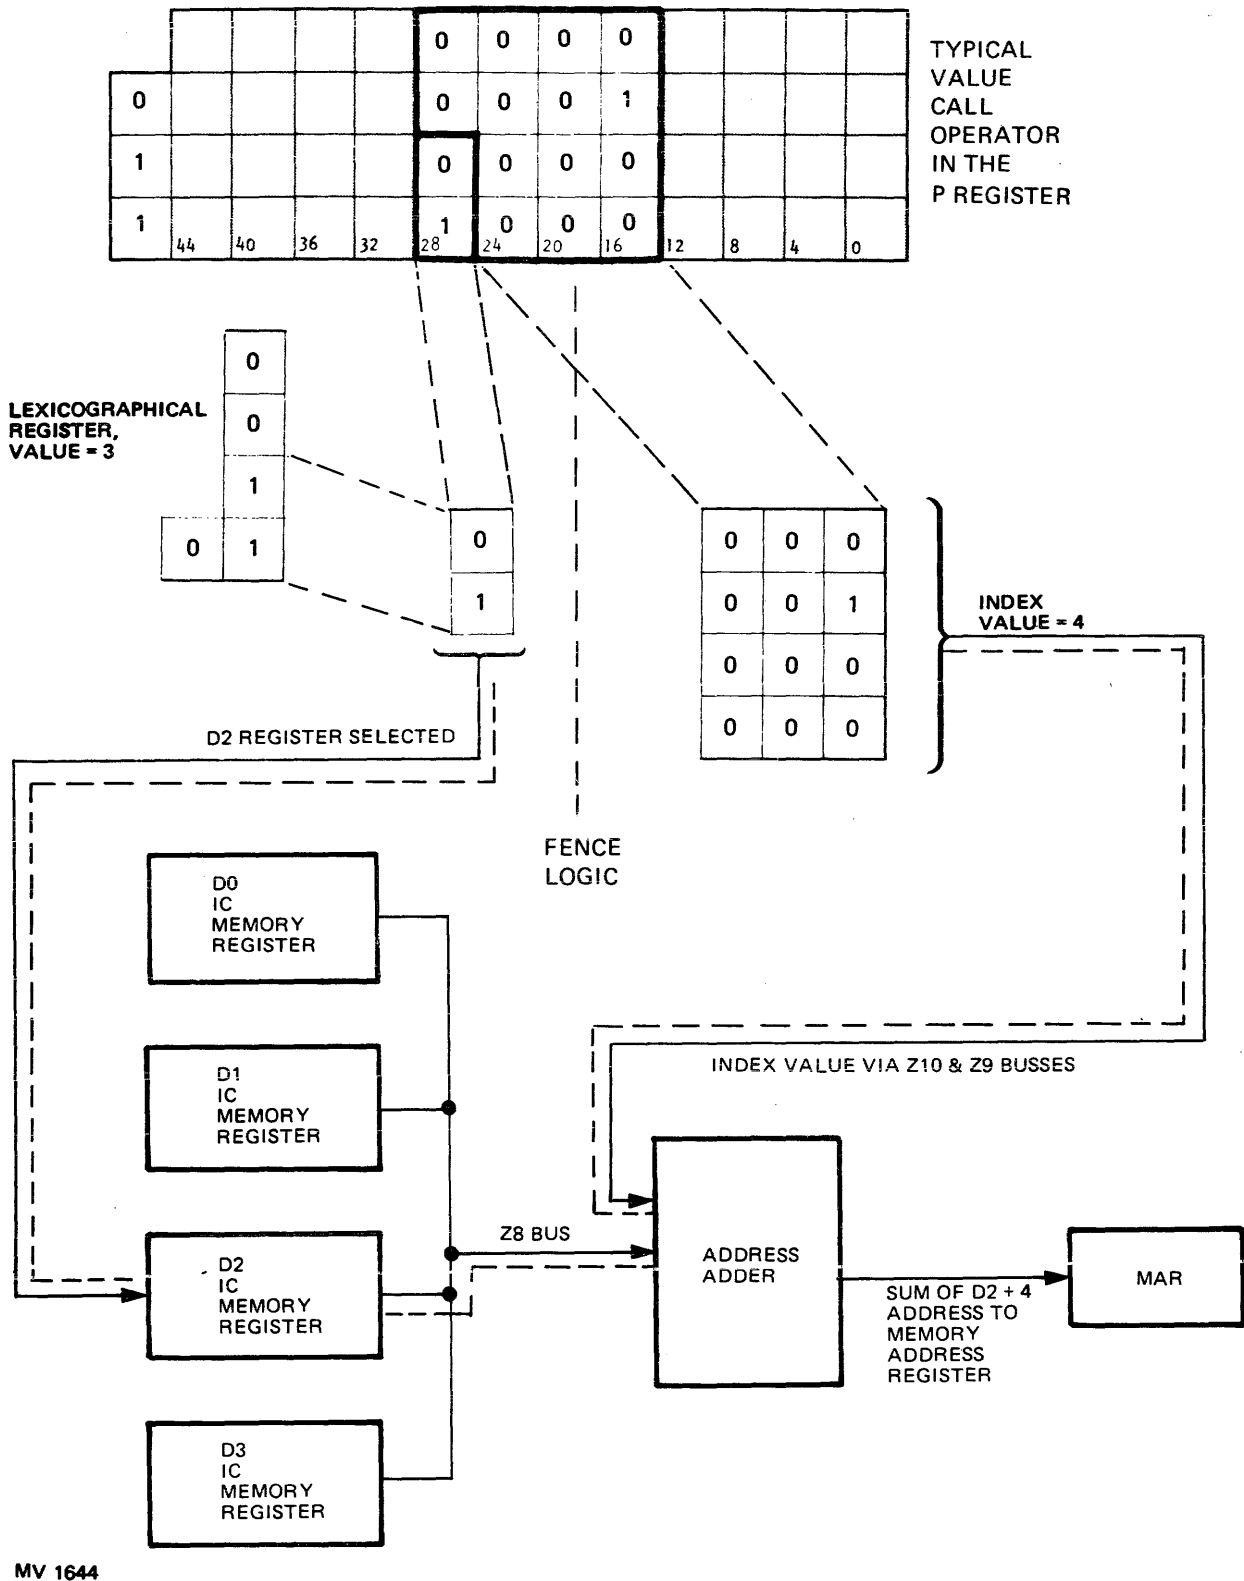 0 0 0 0
0 0 0 0 1
1 0 0 0 0
1 1 0 0 0
44 40 36 32 28 24 20 16 12 8 4 0
TYPICAL
VALUE
CALL
OPERATOR
IN THE
P REGISTER
LEXICOGRAPHICAL
REGISTER,
VALUE = 3
0
0
1
0 1
0
1
0 0 0
0 0 1
0 0 0
0 0 0
INDEX
VALUE = 4
D2 REGISTER SELECTED
FENCE
LOGIC
D0
IC
MEMORY
REGISTER
D1
IC
MEMORY
REGISTER
D2
IC
MEMORY
REGISTER
D3
IC
MEMORY
REGISTER
INDEX VALUE VIA Z10 & Z9 BUSSES
Z8 BUS
ADDRESS
ADDER
SUM OF D2 + 4
ADDRESS TO
MEMORY
ADDRESS
REGISTER
MAR
MV 1644